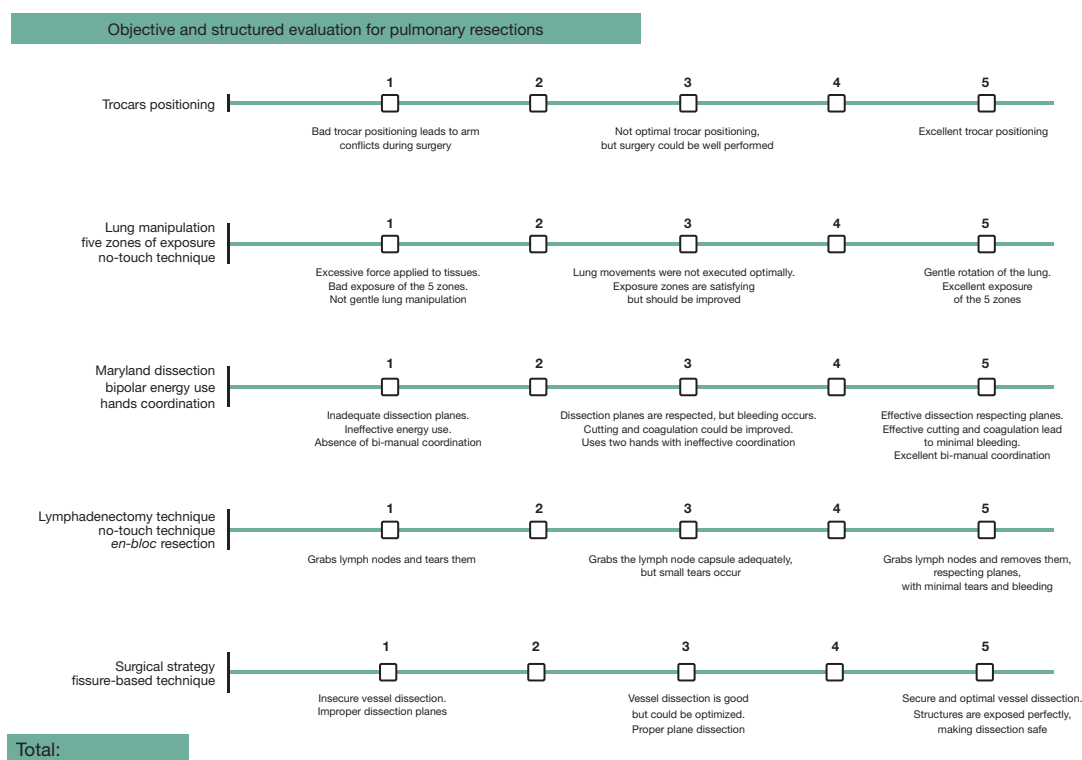 Objective and structured evaluation for pulmonary resections
Trocars positioning
1 2 3 4 5
Bad trocar positioning leads to arm
conflicts during surgery
Not optimal trocar positioning,
but surgery could be well performed
Excellent trocar positioning
Lung manipulation
five zones of exposure
no-touch technique
1 2 3 4 5
Excessive force applied to tissues.
Bad exposure of the 5 zones.
Not gentle lung manipulation
Lung movements were not executed optimally.
Exposure zones are satisfying
but should be improved
Gentle rotation of the lung.
Excellent exposure
of the 5 zones
Maryland dissection
bipolar energy use
hands coordination
1 2 3 4 5
Inadequate dissection planes.
Ineffective energy use.
Absence of bi-manual coordination
Dissection planes are respected, but bleeding occurs.
Cutting and coagulation could be improved.
Uses two hands with ineffective coordination
Effective dissection respecting planes.
Effective cutting and coagulation lead
to minimal bleeding.
Excellent bi-manual coordination
Lymphadenectomy technique
no-touch technique
en-bloc resection
1 2 3 4 5
Grabs lymph nodes and tears them
Grabs the lymph node capsule adequately,
but small tears occur
Grabs lymph nodes and removes them,
respecting planes,
with minimal tears and bleeding
Surgical strategy
fissure-based technique
1 2 3 4 5
Insecure vessel dissection.
Improper dissection planes
Vessel dissection is good
but could be optimized.
Proper plane dissection
Secure and optimal vessel dissection.
Structures are exposed perfectly,
making dissection safe
Total: